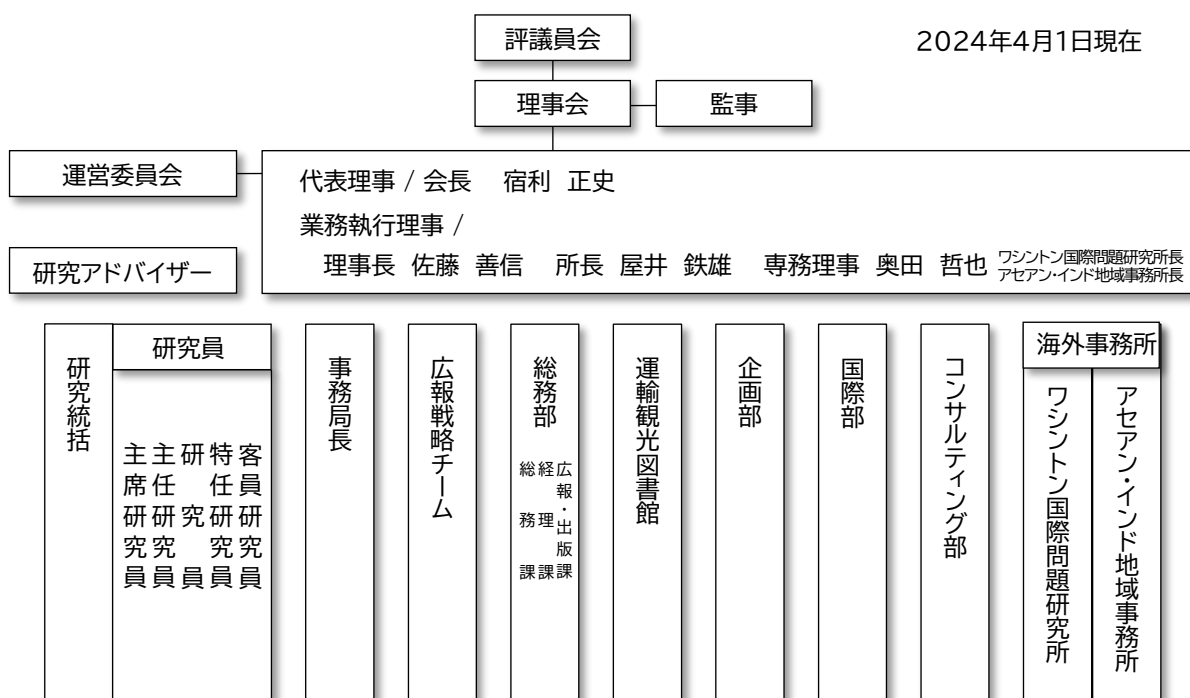 評議員会
2024年4月1日現在
理事会
監事
運営委員会
代表理事 / 会長 宿利 正史
業務執行理事 /
理事長 佐藤 善信 所長 屋井 鉄雄 専務理事 奥田 哲也
ワシントン国際問題研究所長
アセアン・インド地域事務所長
研究アドバイザー
研究統括
研究員
主席研究員
主任研究員
研究員
特任研究員
客員研究員
事務局長
広報戦略チーム
総務部
総務課
経理課
広報・出版課
運輸観光図書館
企画部
国際部
コンサルティング部
海外事務所
ワシントン国際問題研究所
アセアン・インド地域事務所